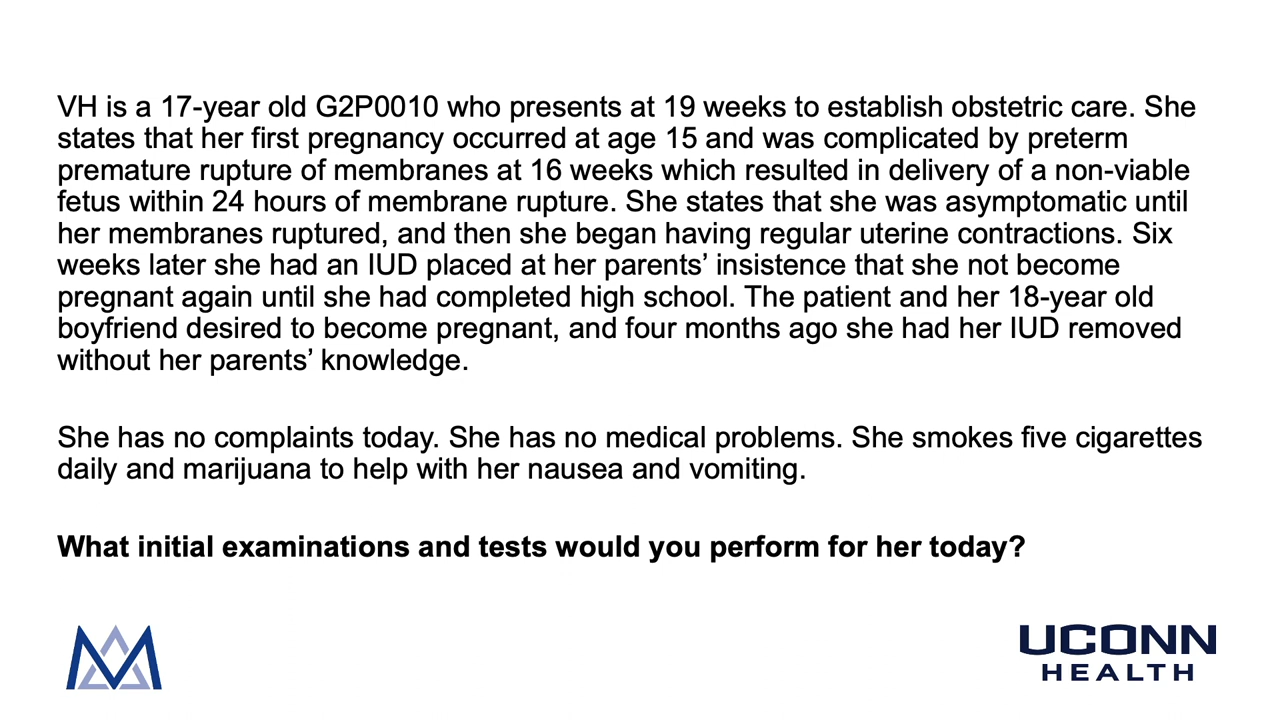 VH is a 17-year old G2P0010 who presents at 19 weeks to establish obstetric care. She
states that her first pregnancy occurred at age 15 and was complicated by preterm
premature rupture of membranes at 16 weeks which resulted in delivery of a non-viable
fetus within 24 hours of membrane rupture. She states that she was asymptomatic until
her membranes ruptured, and then she began having regular uterine contractions. Six
weeks later she had an IUD placed at her parents’ insistence that she not become
pregnant again until she had completed high school. The patient and her 18-year old
boyfriend desired to become pregnant, and four months ago she had her IUD removed
without her parents’ knowledge.
She has no complaints today. She has no medical problems. She smokes five cigarettes
daily and marijuana to help with her nausea and vomiting.
What initial examinations and tests would you perform for her today?
UCONN
HEALTH